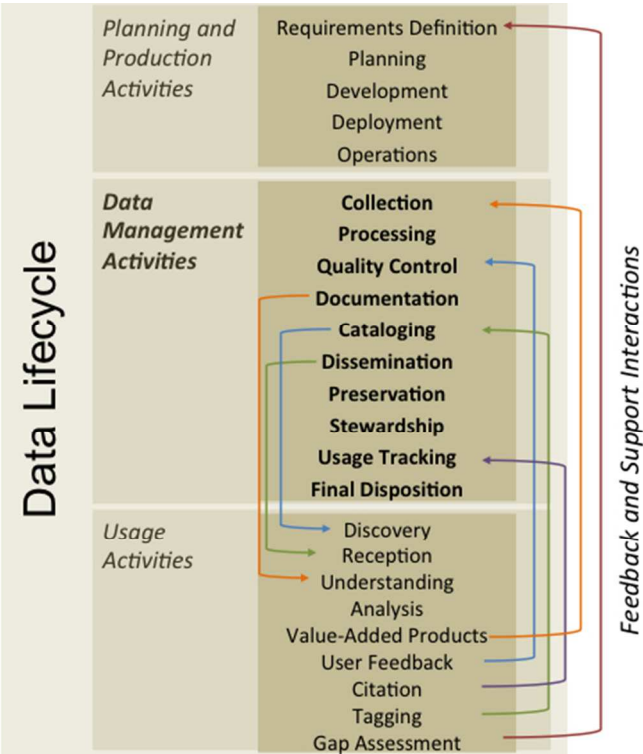 Data Lifecycle
Planning and
Production
Activities
Requirements Definition
Planning
Development
Deployment
Operations
Data
Management
Activities
Collection
Processing
Quality Control
Documentation
Cataloging
Dissemination
Preservation
Stewardship
Usage Tracking
Final Disposition
Usage
Activities
Discovery
Reception
Understanding
Analysis
Value-Added Products
User Feedback
Citation
Tagging
Gap Assessment
Feedback and Support Interactions